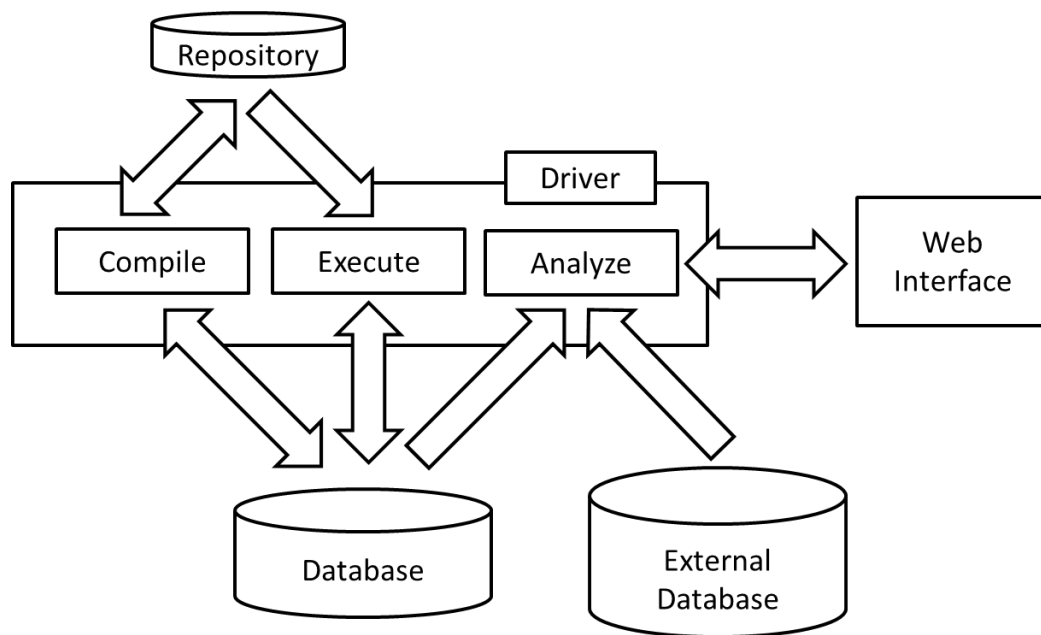 Repository
Driver
Compile
Execute
Analyze
Web
Interface
Database
External
Database